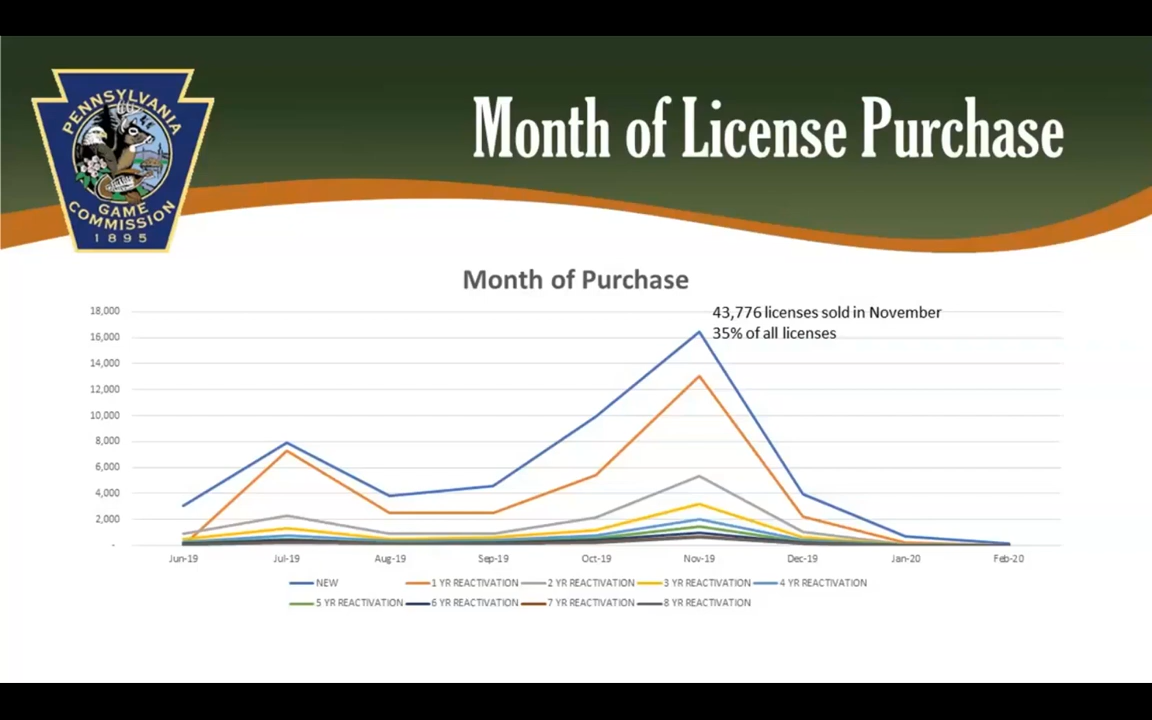 PENNSYLVANIA
GAME
COMMISSION
1895
Month of License Purchase
Month of Purchase
43,776 licenses sold in November
35% of all licenses
18,000
16,000
14,000
12,000
10,000
8,000
6,000
4,000
2,000
-
Jun-19 Jul-19 Aug-19 Sep-19 Oct-19 Nov-19 Dec-19 Jan-20 Feb-20
NEW 1 YR REACTIVATION 2 YR REACTIVATION 3 YR REACTIVATION 4 YR REACTIVATION
5 YR REACTIVATION 6 YR REACTIVATION 7 YR REACTIVATION 8 YR REACTIVATION